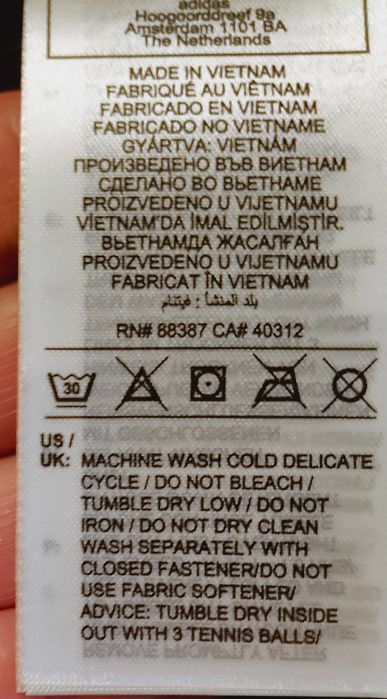 adidas
Hoogoorddreef 9a
Amsterdam 1101 BA
The Netherlands
MADE IN VIETNAM
FABRIQUÉ AU VIÊTNAM
FABRICADO EN VIETNAM
FABRICADO NO VIETNAME
GYÁRTVA: VIETNÁM
ПРОИЗВЕДЕНО ВЪВ ВИЕТНАМ
СДЕЛАНО ВО ВЬЕТНАМЕ
PROIZVEDENO U VIJETNAMU
VİETNAM'DA İMAL EDİLMİŞTİR.
ВЬЕТНАМДА ЖАСАЛҒАН
PROIZVEDENO U VIJETNAMU
FABRICAT ÎN VIETNAM
بلد المنشأ : فيتنام
RN# 88387 CA# 40312
30
US /
UK: MACHINE WASH COLD DELICATE
CYCLE / DO NOT BLEACH /
TUMBLE DRY LOW / DO NOT
IRON / DO NOT DRY CLEAN
WASH SEPARATELY WITH
CLOSED FASTENER/DO NOT
USE FABRIC SOFTENER/
ADVICE: TUMBLE DRY INSIDE
OUT WITH 3 TENNIS BALLS/
REMOVE PROMPTLY AFTER